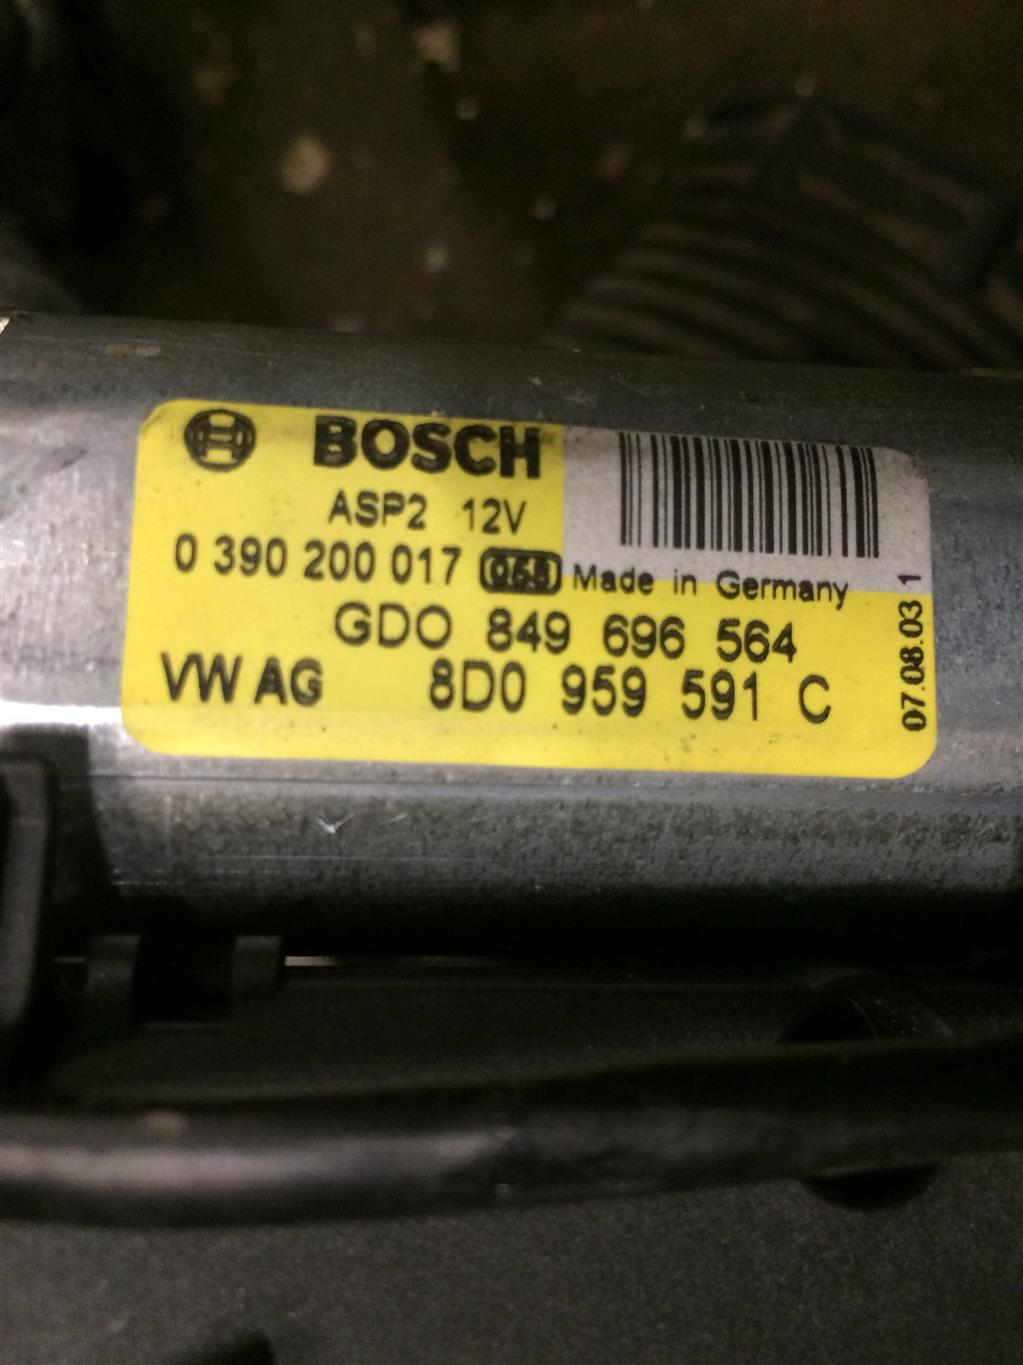 BOSCH
ASP2 12V
0 390 200 017 068 Made in Germany
GDO 849 696 564
VW AG 8D0 959 591 C
07.08.03 1